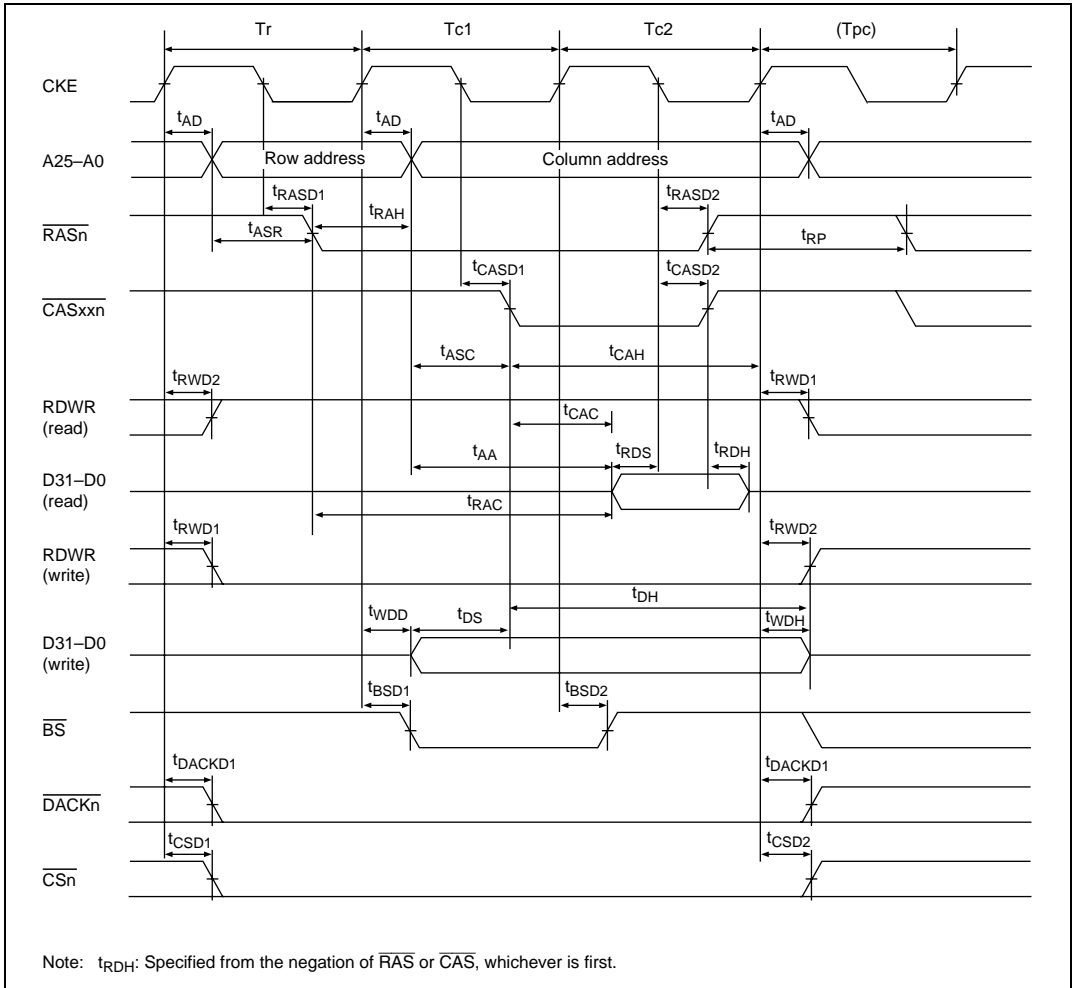 Tr Tc1 Tc2 (Tpc)
CKE
tAD tAD tAD
A25–A0 Row address Column address
tRASD1 tRASD2
tRAH
RASn tASR tRP
tCASD1 tCASD2
CASxxn
tASC tCAH
tRWD2 tRWD1
RDWR
(read)
tCAC
tAA tRDS tRDH
D31–D0
(read)
tRAC
tRWD1 tRWD2
RDWR
(write)
tDH
tWDD tDS tWDH
D31–D0
(write)
tBSD1 tBSD2
BS
tDACKD1 tDACKD1
DACKn
tCSD1 tCSD2
CSn
Note: tRDH: Specified from the negation of RAS or CAS, whichever is first.